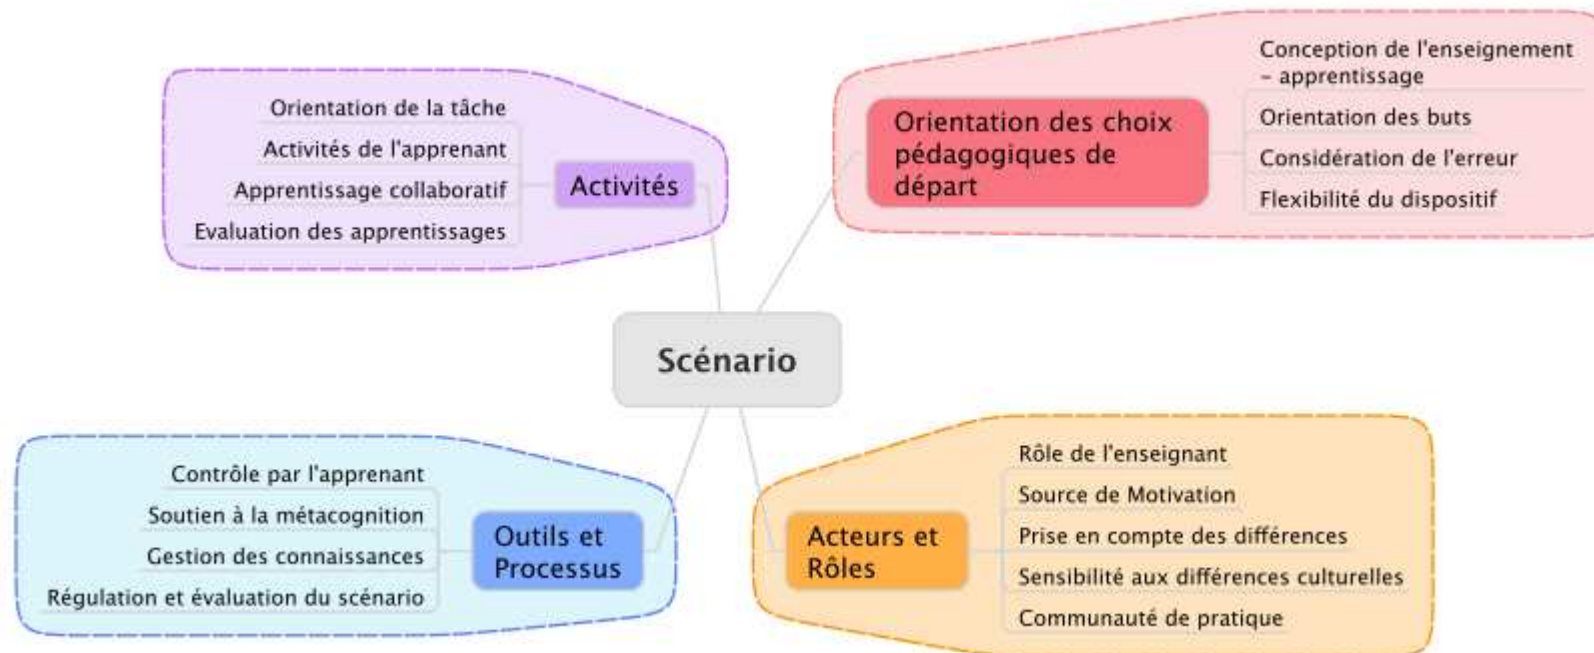 Orientation de la tâche
Activités de l'apprenant
Apprentissage collaboratif
Evaluation des apprentissages
Activités
Orientation des choix
pédagogiques de
départ
Conception de l'enseignement
– apprentissage
Orientation des buts
Considération de l'erreur
Flexibilité du dispositif
Scénario
Contrôle par l'apprenant
Soutien à la métacognition
Gestion des connaissances
Régulation et évaluation du scénario
Outils et
Processus
Acteurs et
Rôles
Rôle de l'enseignant
Source de Motivation
Prise en compte des différences
Sensibilité aux différences culturelles
Communauté de pratique